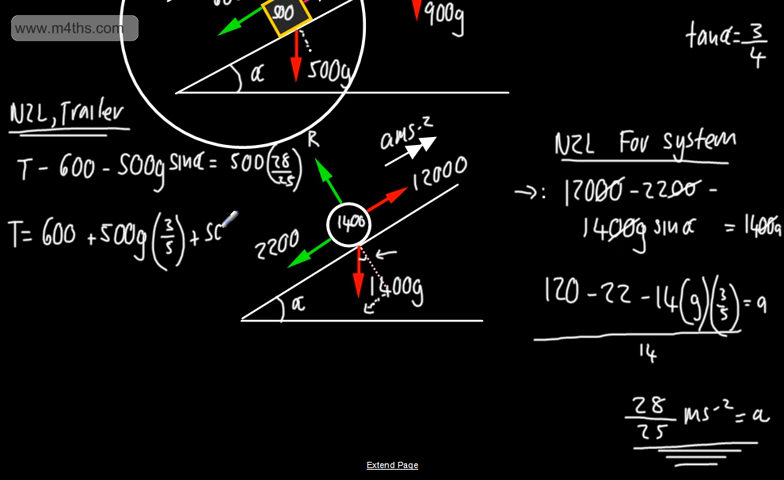 www.m4ths.com
500
900g
tanα = 3/4
α
500g
N2L, Trailer
T - 600 - 500g sinα = 500(28/25)
T = 600 + 500g(3/5) + 50
R
a ms⁻²
12000
1400
2200
1400g
α
N2L For system
→: 12000 - 2200 -
1400g sinα = 1400a
120 - 22 - 14(g)(3/5) = a
14
28/25 ms⁻² = a
Extend Page